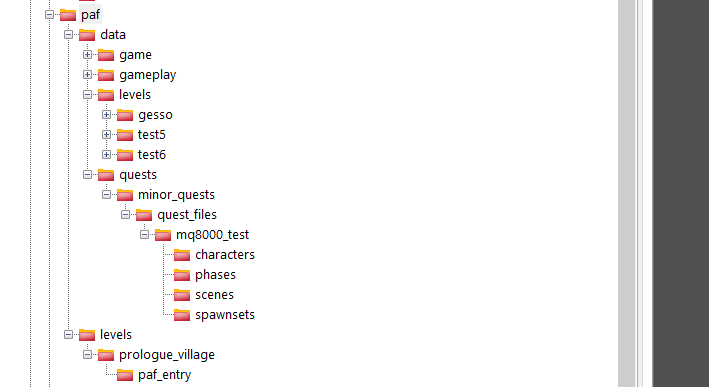 paf
data
game
gameplay
levels
gesso
test5
test6
quests
minor_quests
quest_files
mq8000_test
characters
phases
scenes
spawnsets
levels
prologue_village
paf_entry